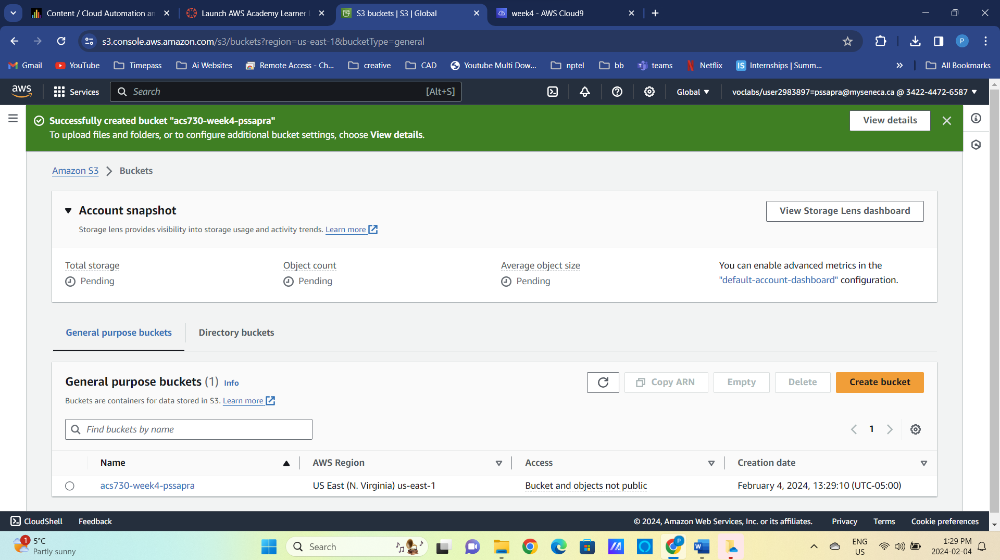 Content / Cloud Automation an
Launch AWS Academy Learner L
S3 buckets | S3 | Global
week4 - AWS Cloud9
s3.console.aws.amazon.com/s3/buckets?region=us-east-1&bucketType=general
P
Gmail
YouTube
Timepass
Ai Websites
Remote Access - Ch...
creative
CAD
Youtube Multi Dow...
nptel
bb
teams
Netflix
IS Internships | Summ...
All Bookmarks
aws
Services
Search
[Alt+S]
Global
voclabs/user2983897=pssapra@myseneca.ca @ 3422-4472-6587
Successfully created bucket "acs730-week4-pssapra"
To upload files and folders, or to configure additional bucket settings, choose View details.
View details
Amazon S3
Buckets
Account snapshot
Storage lens provides visibility into storage usage and activity trends. Learn more
View Storage Lens dashboard
Total storage
Pending
Object count
Pending
Average object size
Pending
You can enable advanced metrics in the
"default-account-dashboard" configuration.
General purpose buckets
Directory buckets
General purpose buckets (1) Info
Buckets are containers for data stored in S3. Learn more
Copy ARN
Empty
Delete
Create bucket
Find buckets by name
1
Name
AWS Region
Access
Creation date
acs730-week4-pssapra
US East (N. Virginia) us-east-1
Bucket and objects not public
February 4, 2024, 13:29:10 (UTC-05:00)
CloudShell
Feedback
© 2024, Amazon Web Services, Inc. or its affiliates.
Privacy
Terms
Cookie preferences
1
5°C
Partly sunny
Search
P
W
ENG
US
1:29 PM
2024-02-04